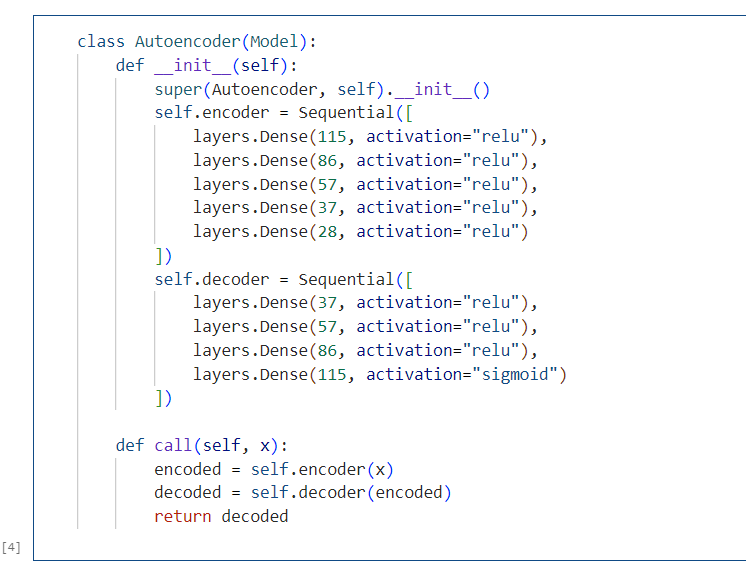 class Autoencoder(Model):
    def __init__(self):
        super(Autoencoder, self).__init__()
        self.encoder = Sequential([
            layers.Dense(115, activation="relu"),
            layers.Dense(86, activation="relu"),
            layers.Dense(57, activation="relu"),
            layers.Dense(37, activation="relu"),
            layers.Dense(28, activation="relu")
        ])
        self.decoder = Sequential([
            layers.Dense(37, activation="relu"),
            layers.Dense(57, activation="relu"),
            layers.Dense(86, activation="relu"),
            layers.Dense(115, activation="sigmoid")
        ])

    def call(self, x):
        encoded = self.encoder(x)
        decoded = self.decoder(encoded)
        return decoded
[4]